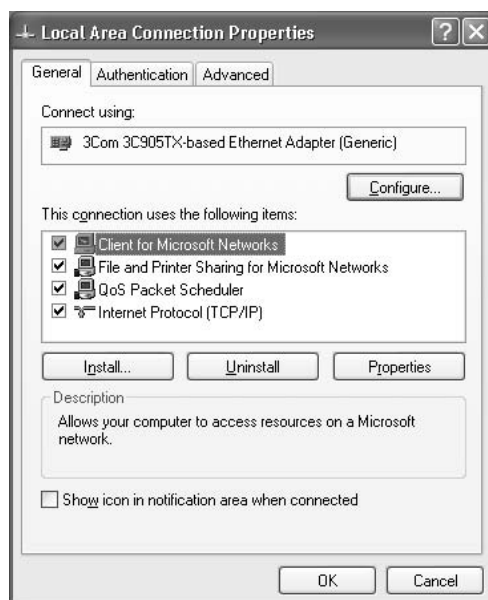 Local Area Connection Properties
General Authentication Advanced
Connect using:
3Com 3C905TX-based Ethernet Adapter (Generic)
Configure...
This connection uses the following items:
Client for Microsoft Networks
File and Printer Sharing for Microsoft Networks
QoS Packet Scheduler
Internet Protocol (TCP/IP)
Install... Uninstall Properties
Description
Allows your computer to access resources on a Microsoft
network.
Show icon in notification area when connected
OK Cancel